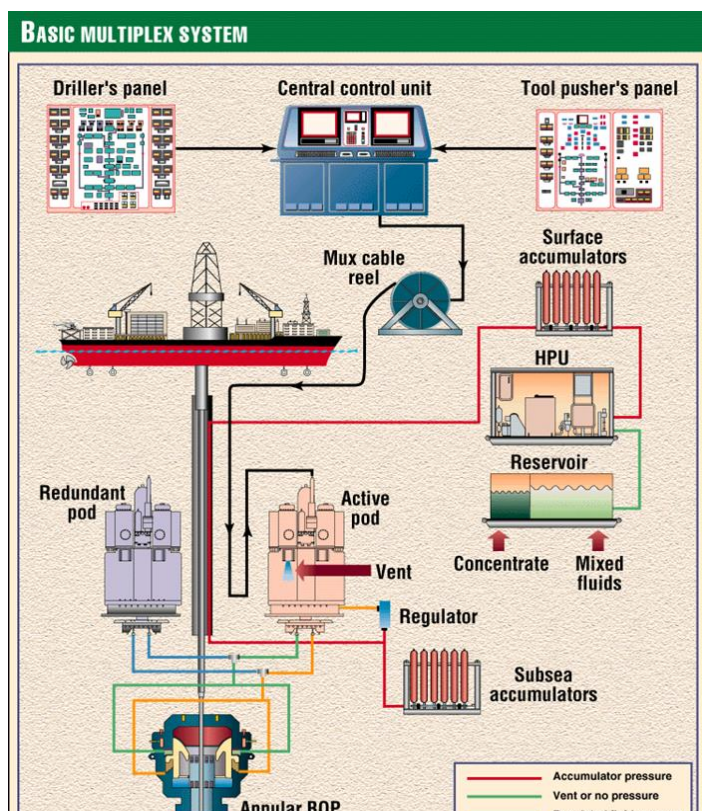 BASIC MULTIPLEX SYSTEM
Driller's panel
Central control unit
Tool pusher's panel
Mux cable
reel
Surface
accumulators
HPU
Reservoir
Redundant
pod
Active
pod
Concentrate
Mixed
fluids
Vent
Regulator
Subsea
accumulators
Annular BOP
Accumulator pressure
Vent or no pressure